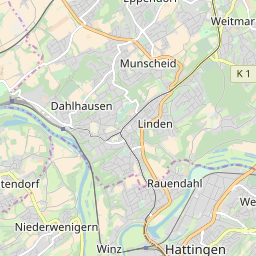 Eppendorf
Weitmar
Munscheid
K 1
Dahlhausen
Linden
Rauendahl
tendorf
We
Niederwenigern
Winz
Hattingen